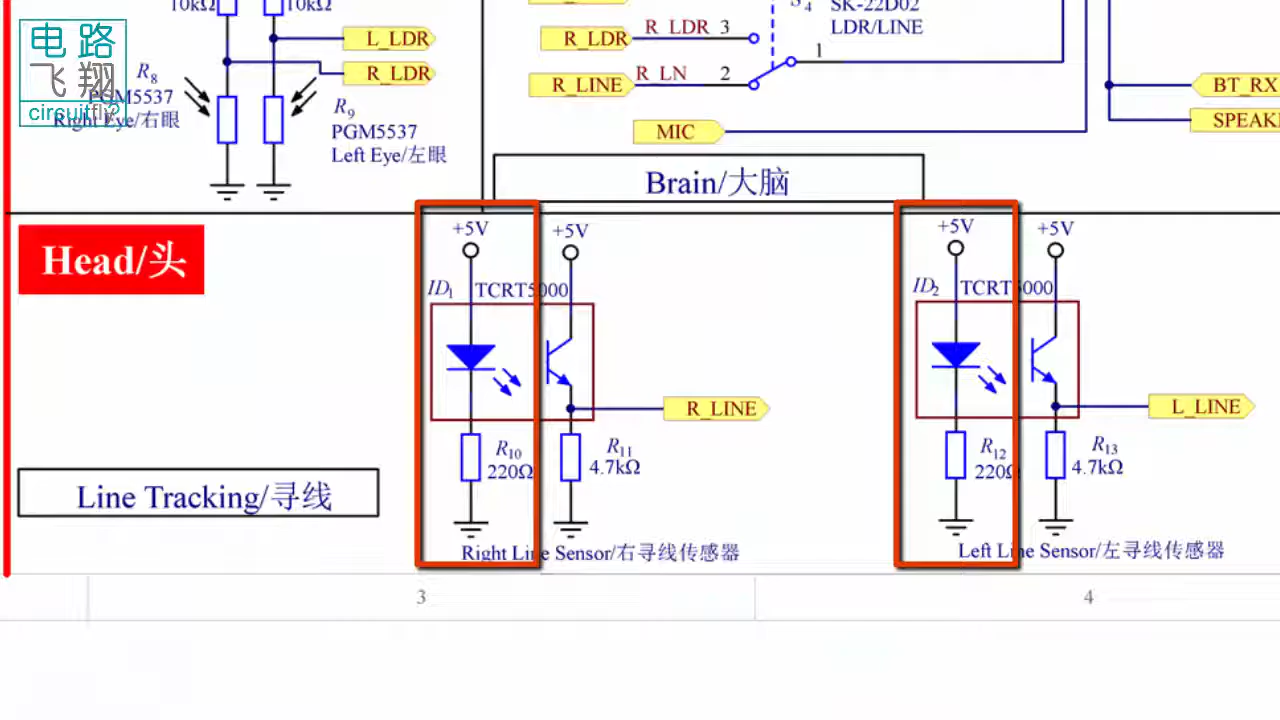 10kΩ
10kΩ
L_LDR
R_LDR
电路
飞翔
circuitfly?
R8
PGM5537
Right Eye/右眼
R9
PGM5537
Left Eye/左眼
R_LDR
R_LDR 3
R_LINE
R_LN
2
1
S4
SK-22D02
LDR/LINE
MIC
BT_RX
SPEAK
Brain/大脑
Head/头
+5V
+5V
ID1
TCRT5000
R_LINE
R10
220Ω
R11
4.7kΩ
Right Line Sensor/右寻线传感器
+5V
+5V
ID2
TCRT5000
L_LINE
R12
220Ω
R13
4.7kΩ
Left Line Sensor/左寻线传感器
Line Tracking/寻线
3
4